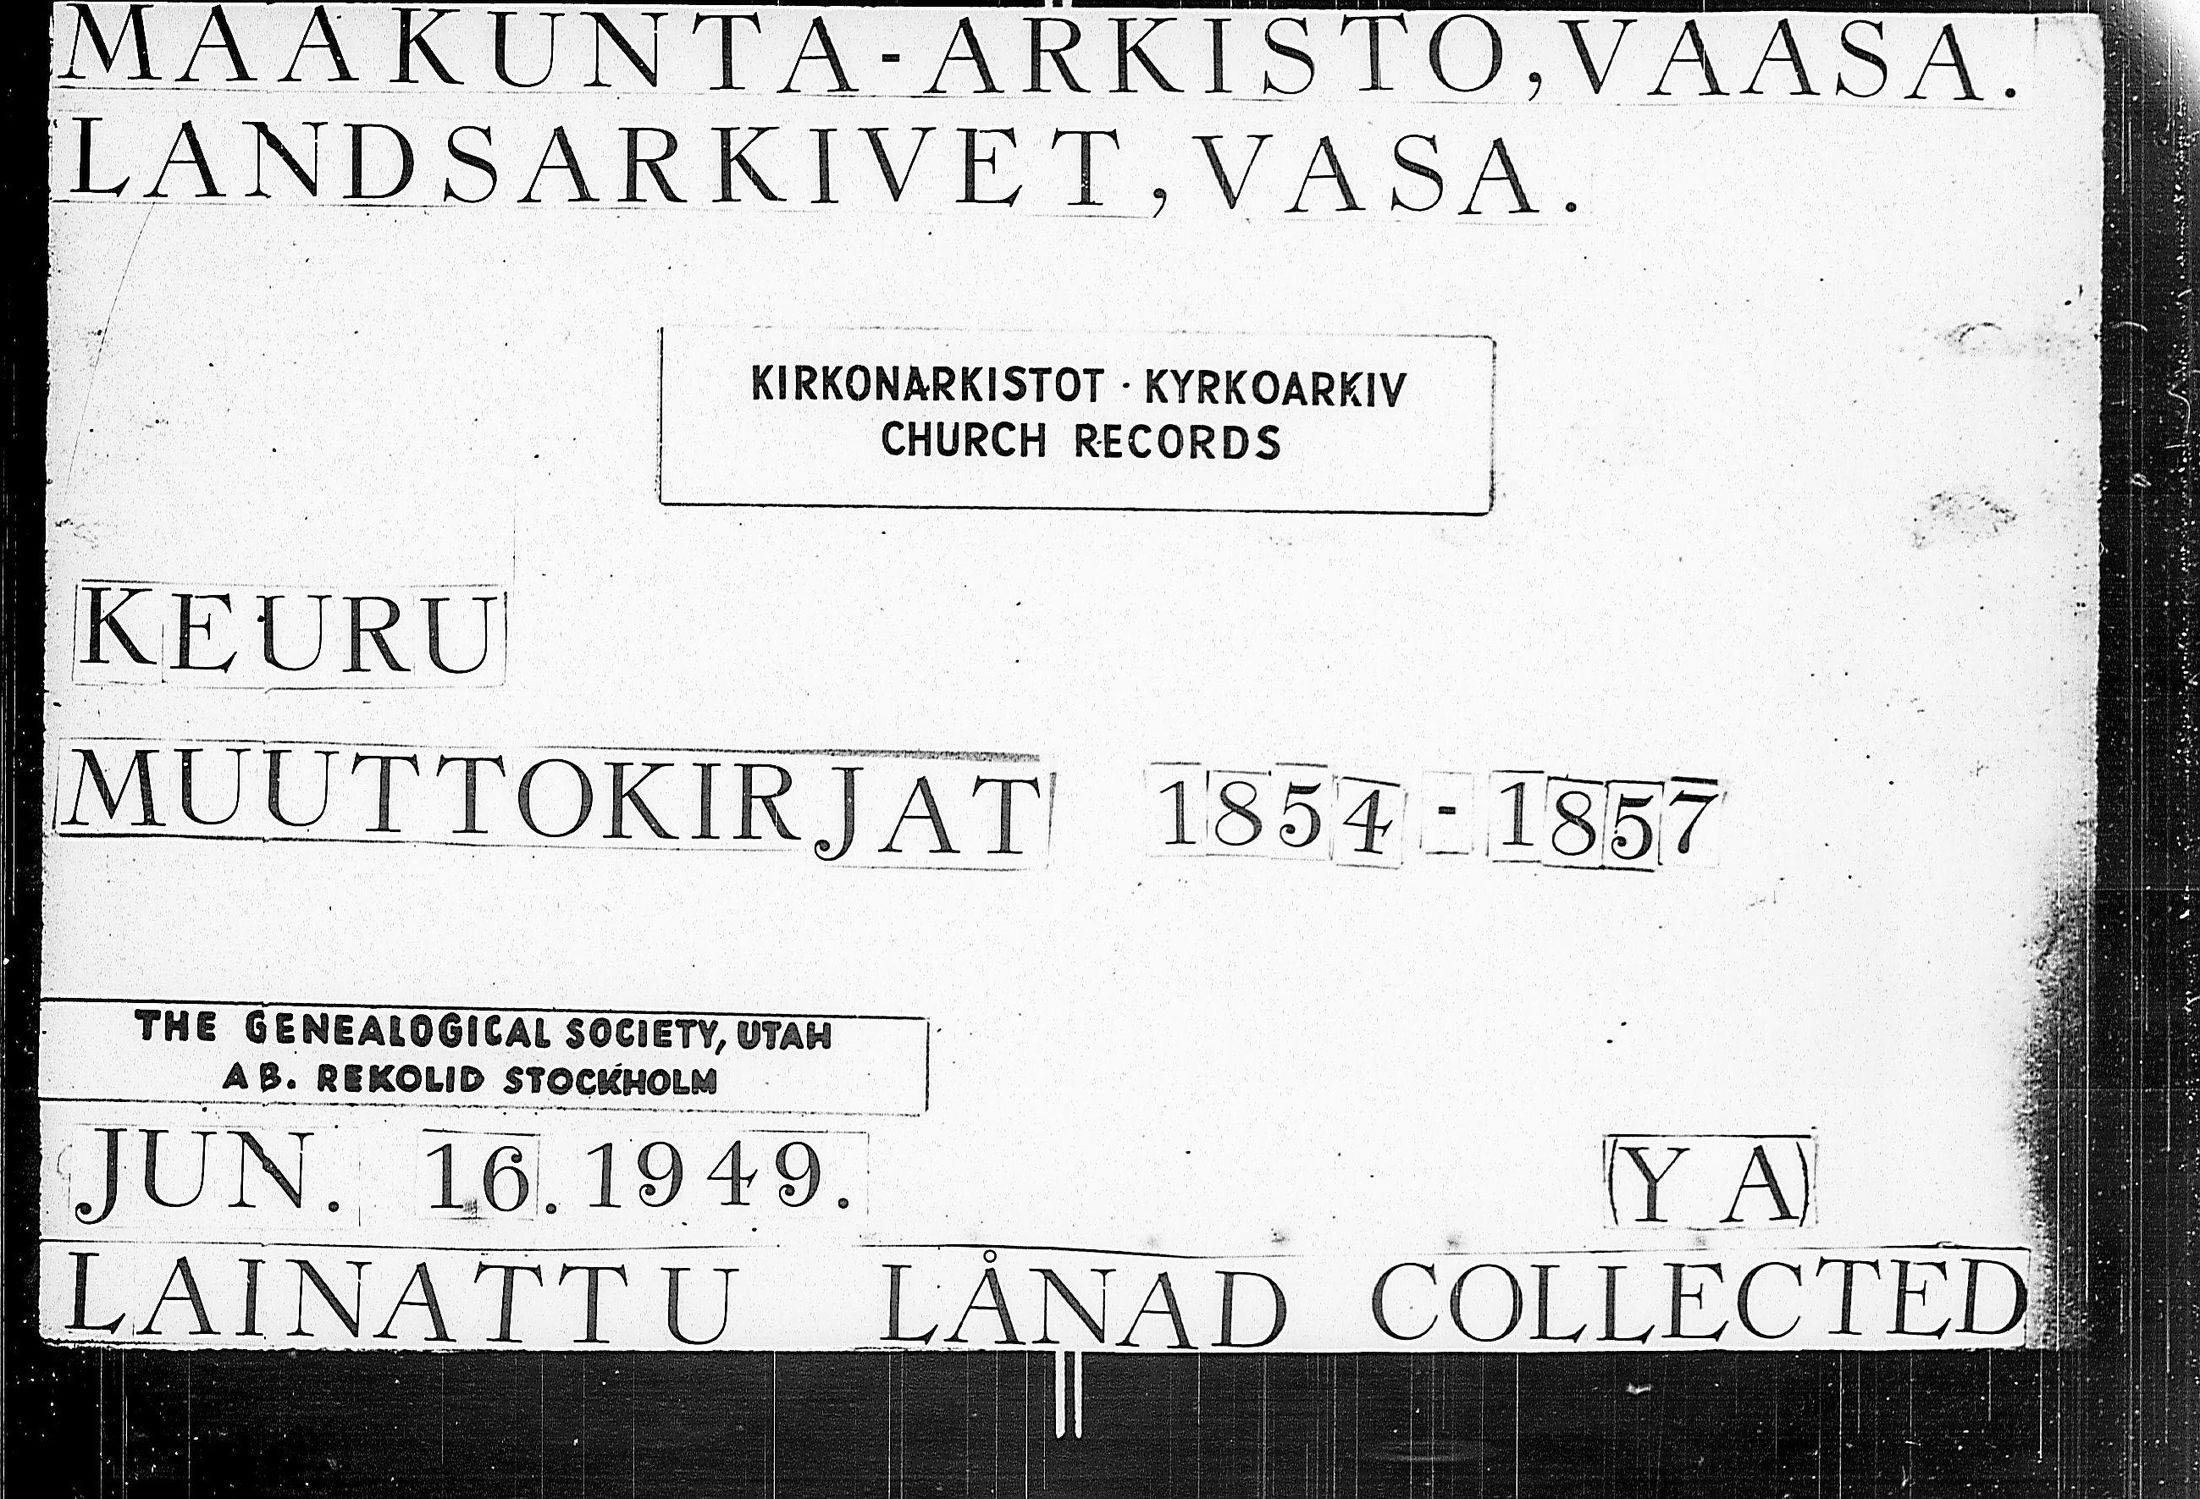 MAAKUNTA-ARKISTO, VAASA.
LANDSARKIVET, VASA.
KIRKONARKISTOT · KYRKOARKIV
CHURCH RECORDS
KEURU
MUUTTOKIRJAT 1854 - 1857
THE GENEALOGICAL SOCIETY, UTAH
AB. REKOLID STOCKHOLM
JUN. 16. 1949. (Y A)
LAINATTU LÅNAD COLLECTED